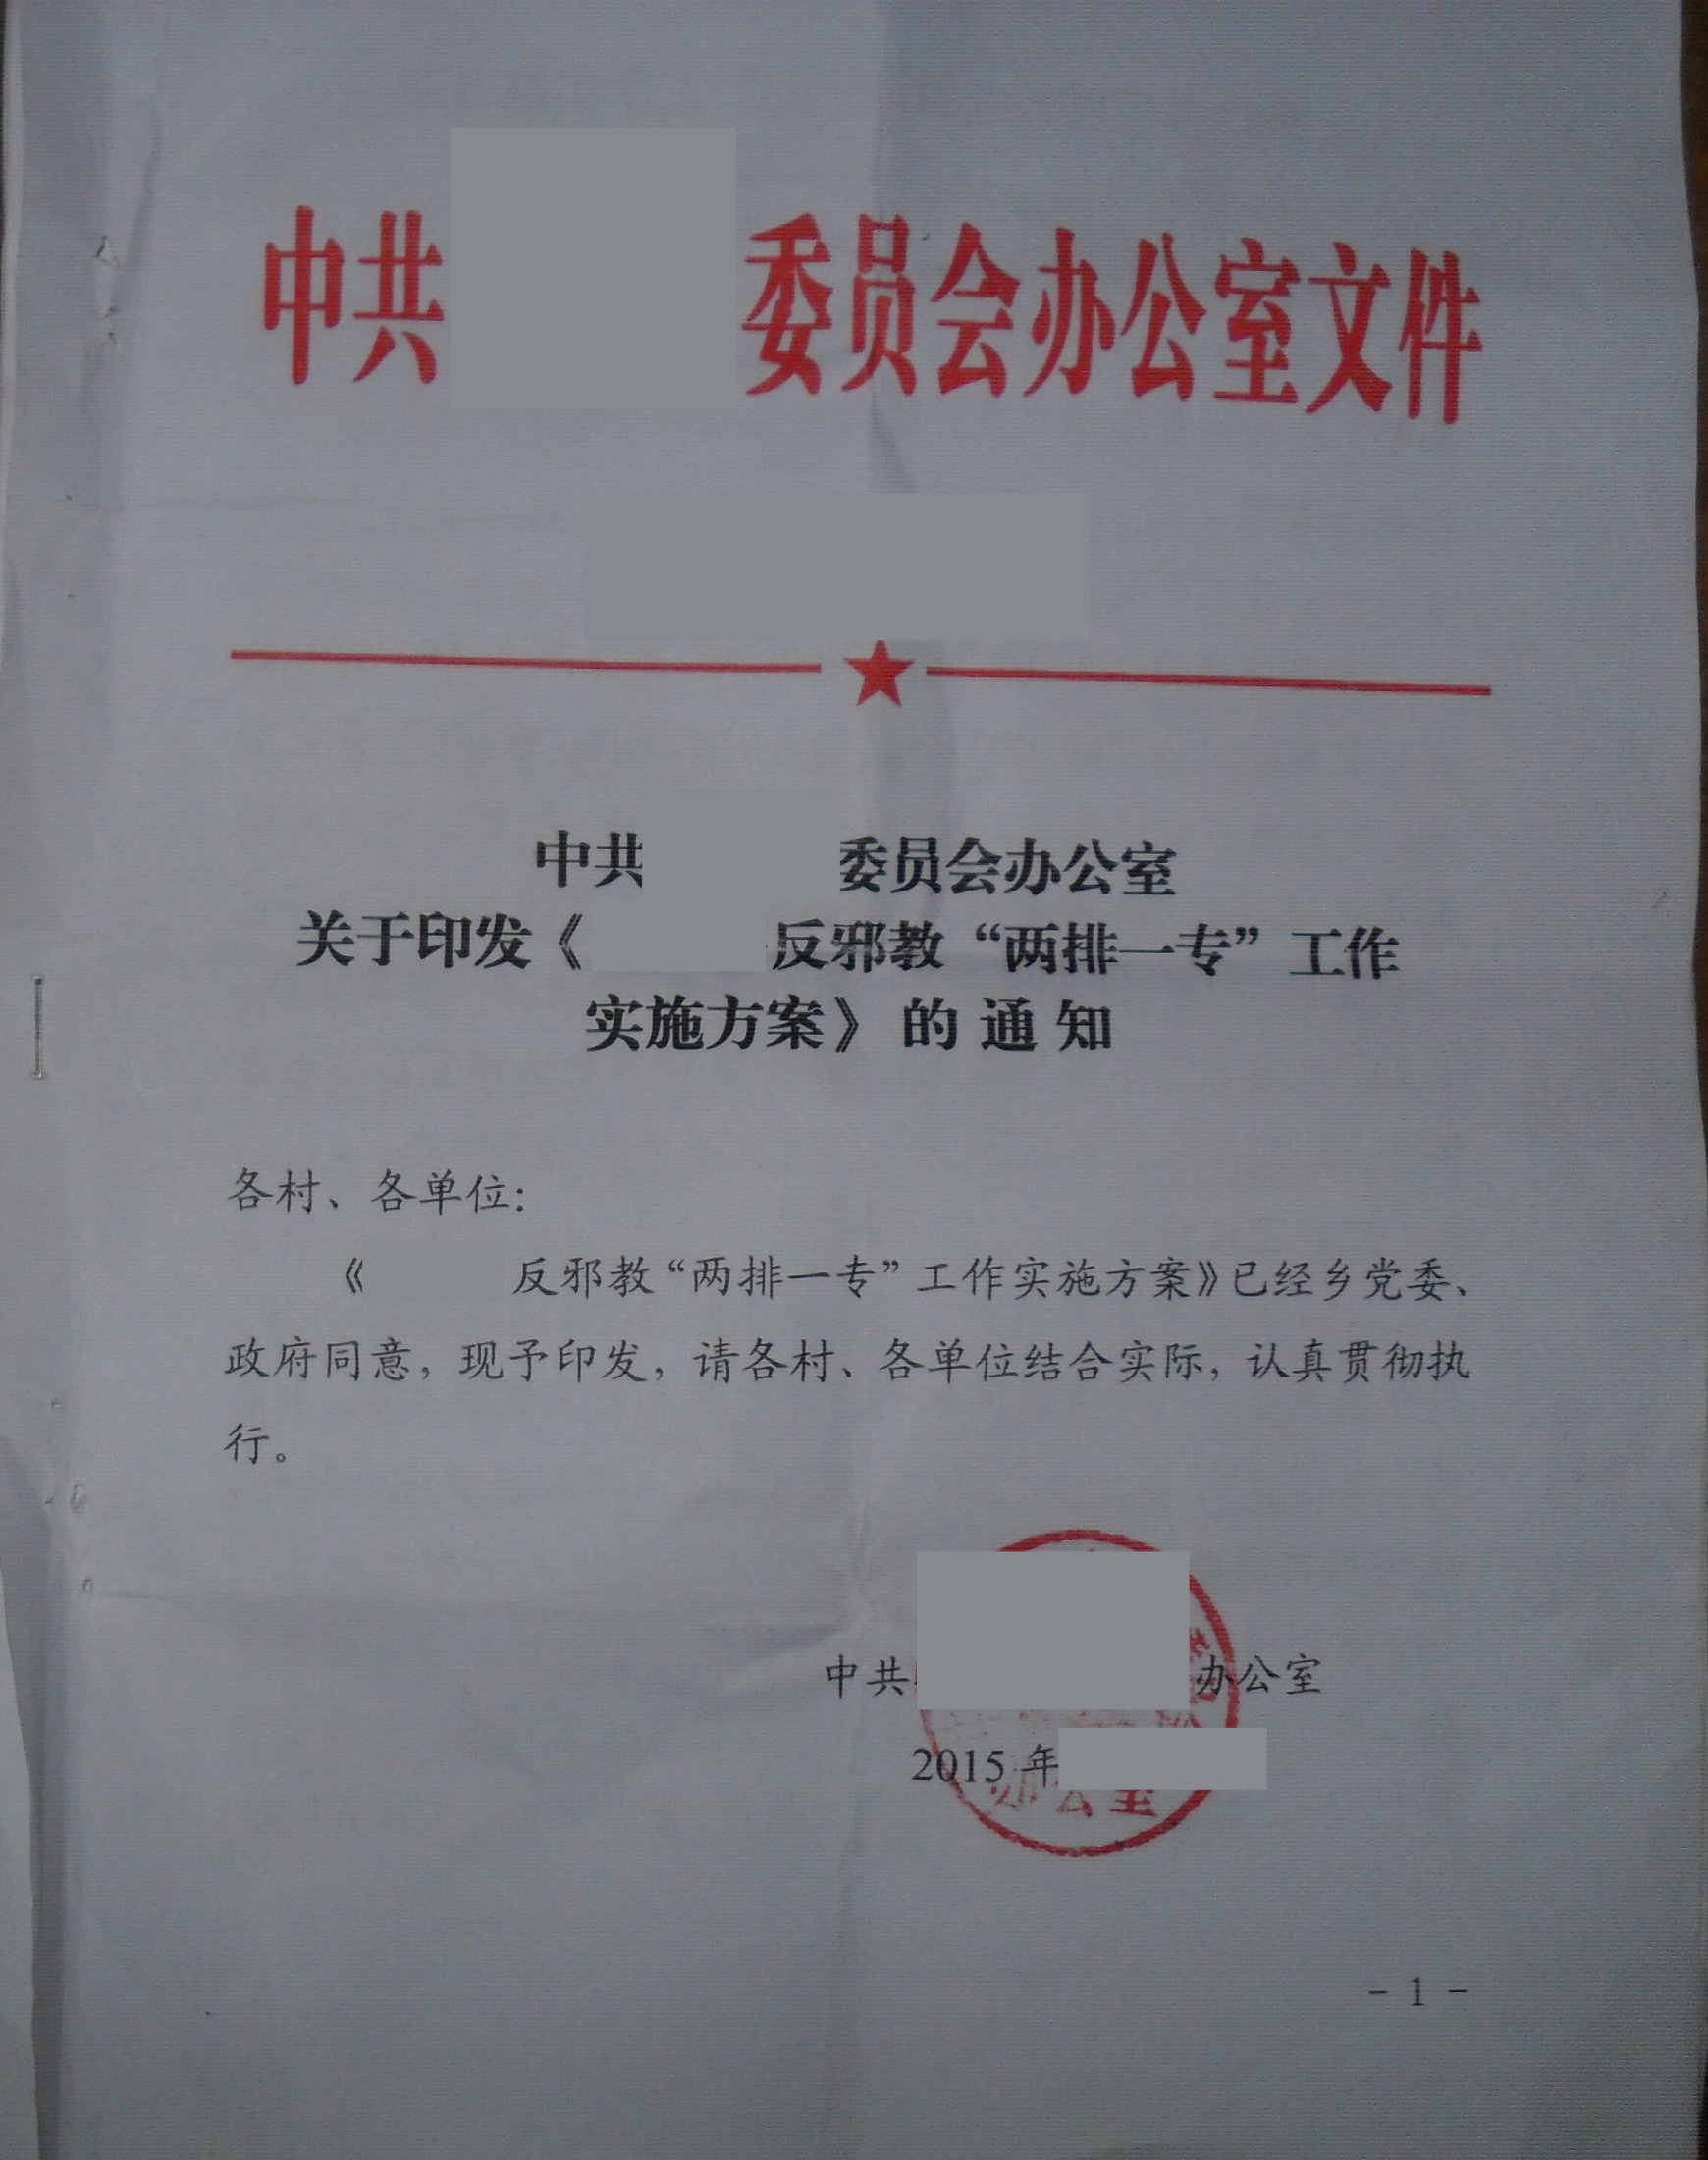 中共 委员会办公室文件
中共 委员会办公室
关于印发《 反邪教“两排一专”工作
实施方案》的通知
各村、各单位：
《 反邪教“两排一专”工作实施方案》已经乡党委、
政府同意，现予印发，请各村、各单位结合实际，认真贯彻执
行。
中共 办公室
2015 年
办公室
- 1 -